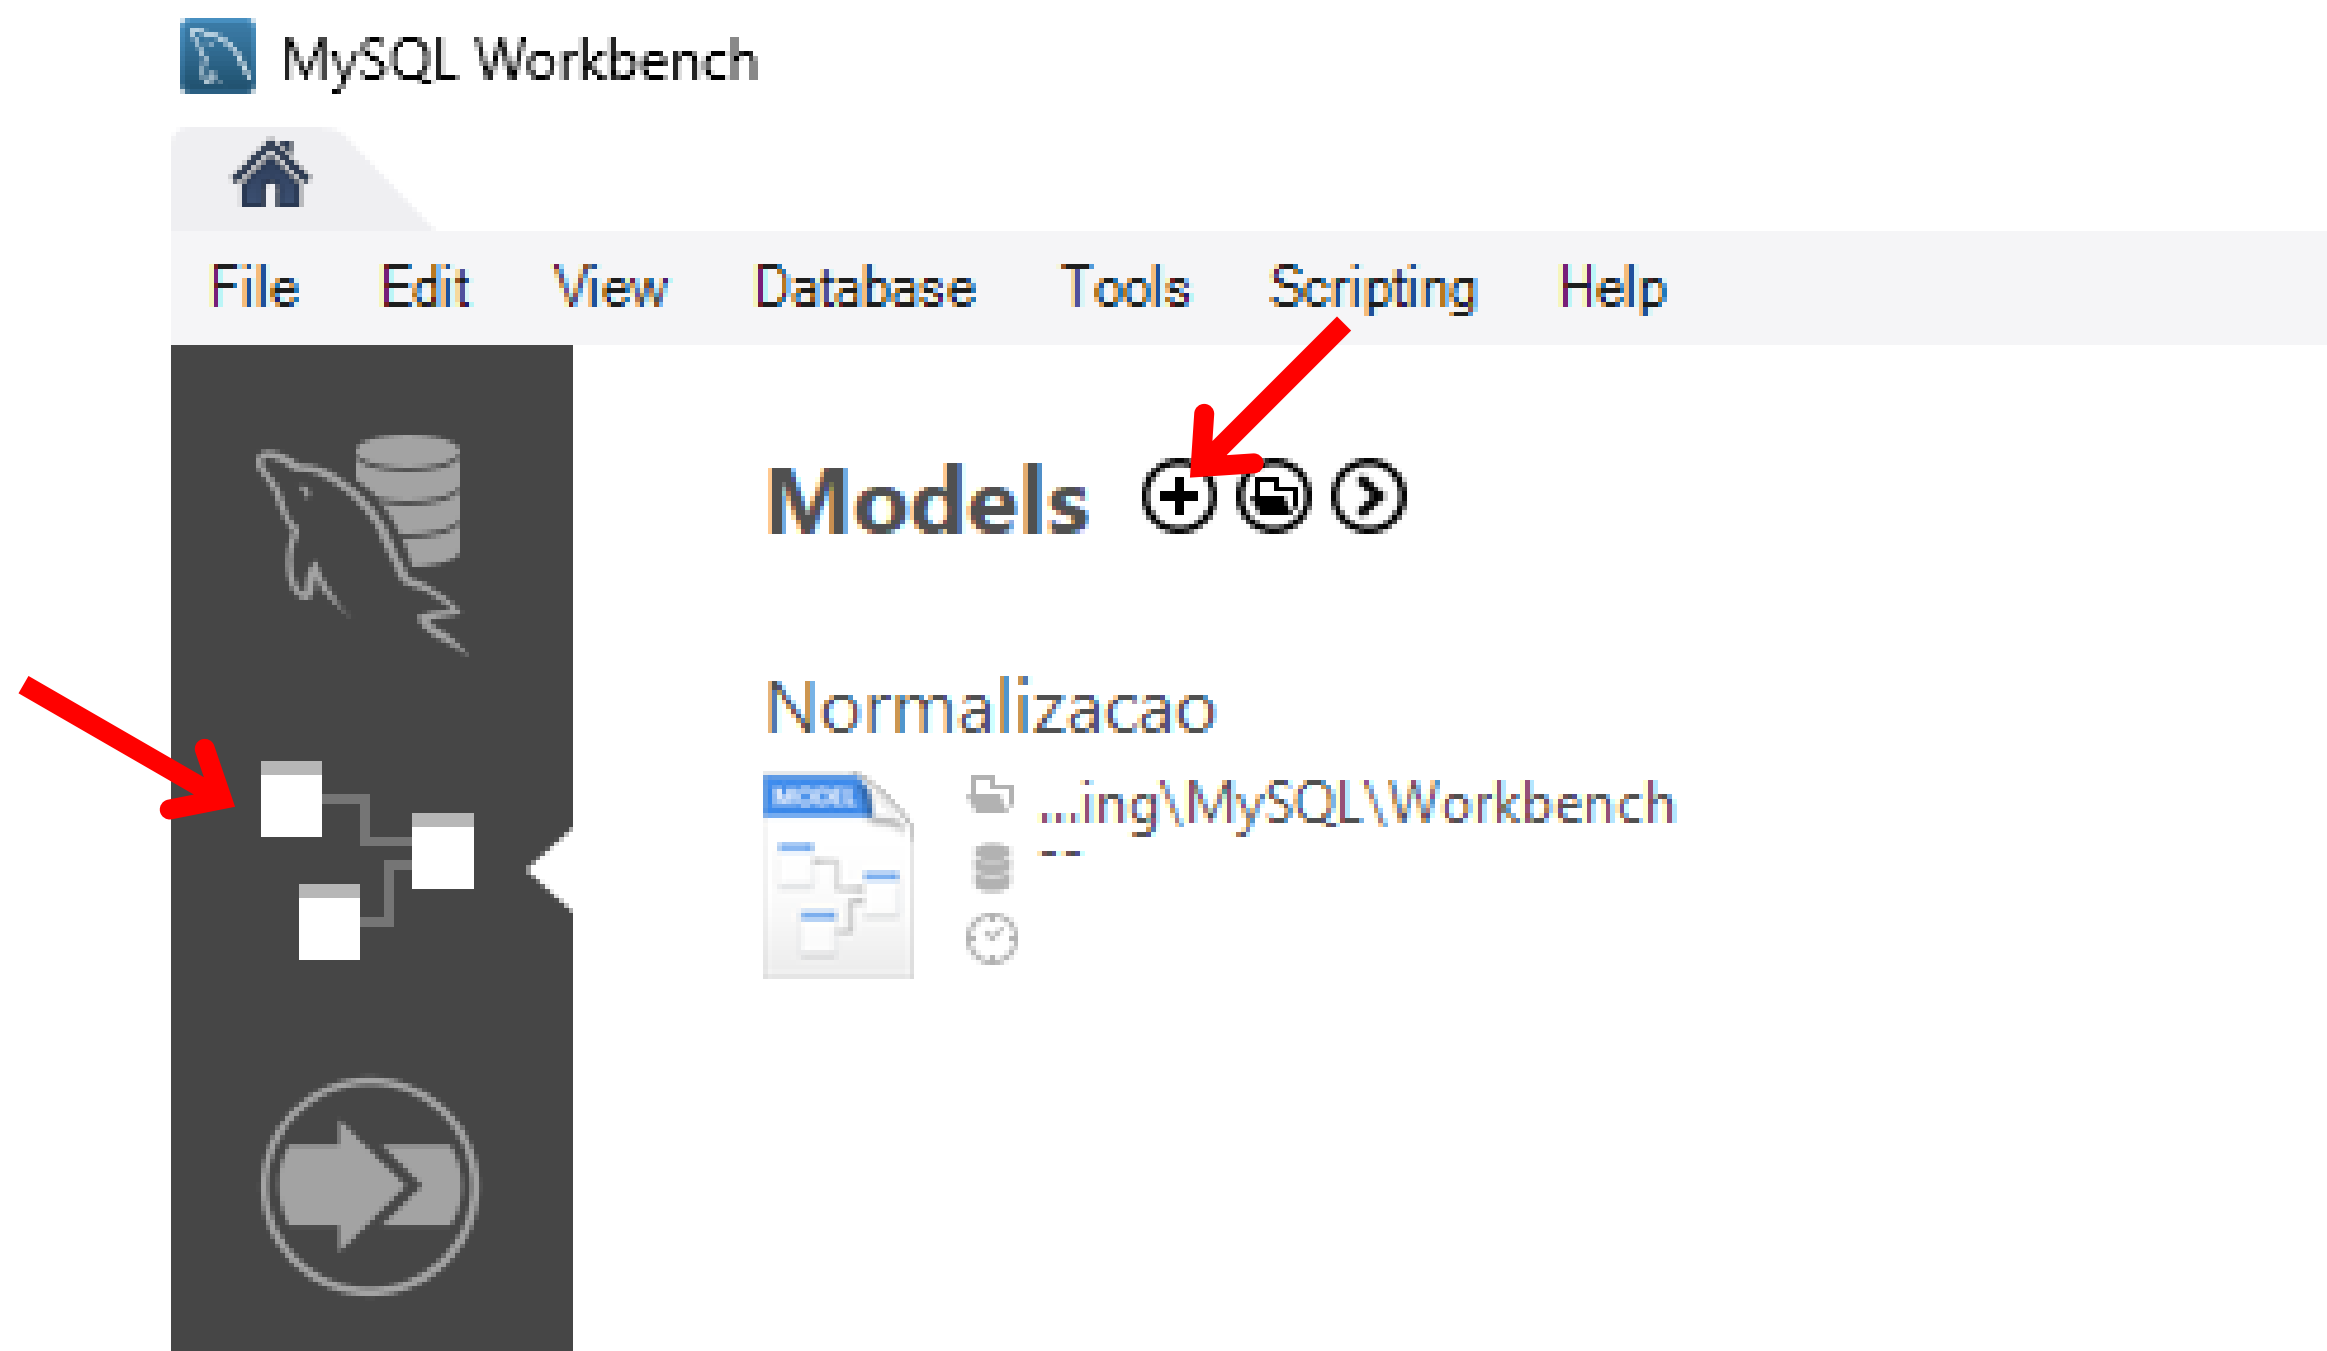 MySQL Workbench
File Edit View Database Tools Scripting Help
Models
Normalizacao
MODEL
...ing\MySQL\Workbench
--